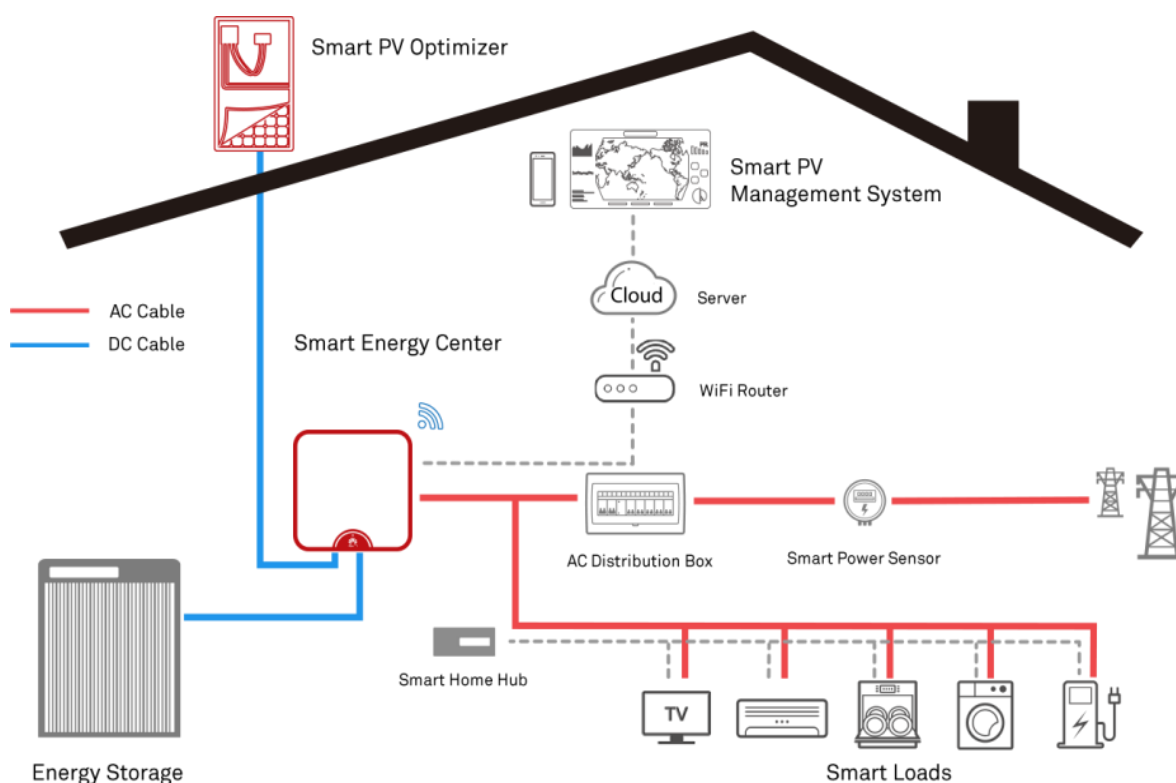 Smart PV Optimizer
Smart PV
Management System
Cloud
Server
AC Cable
DC Cable
Smart Energy Center
WiFi Router
AC Distribution Box
Smart Power Sensor
Smart Home Hub
TV
Energy Storage
Smart Loads